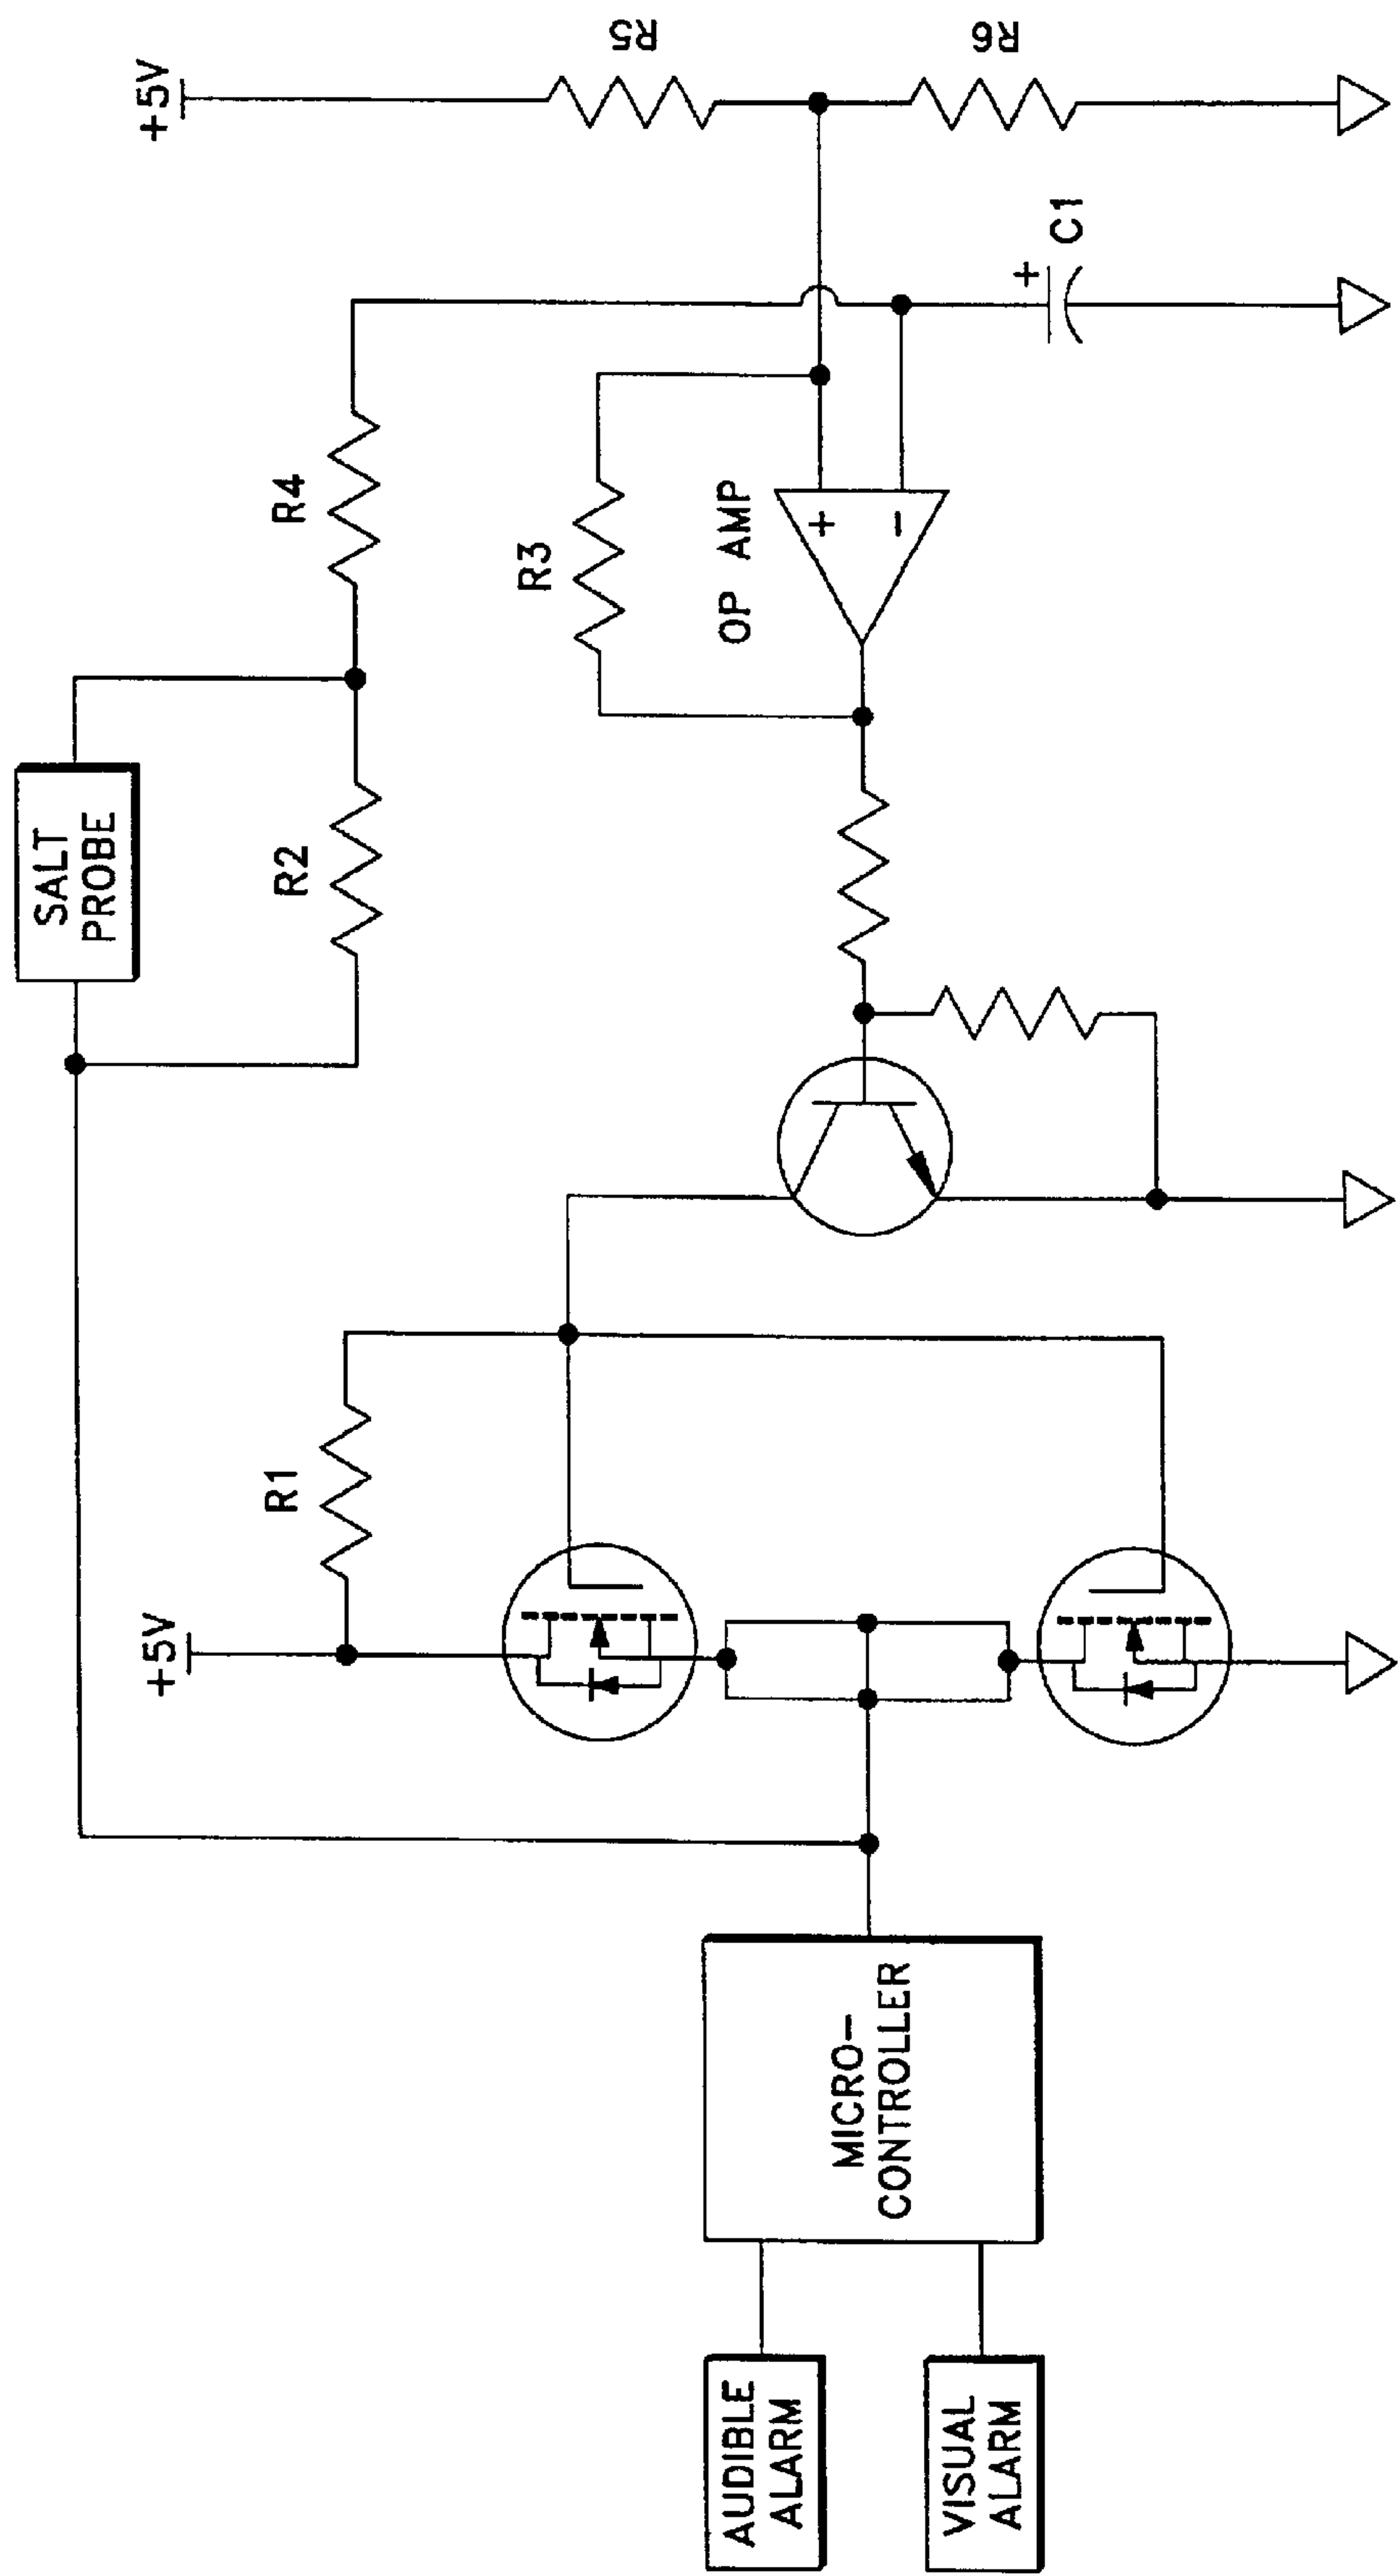 +5V
R5
R6
C1
R4
R3
OP AMP
+
+
-
SALT
PROBE
R2
R1
+5V
MICRO-
CONTROLLER
AUDIBLE
ALARM
VISUAL
ALARM